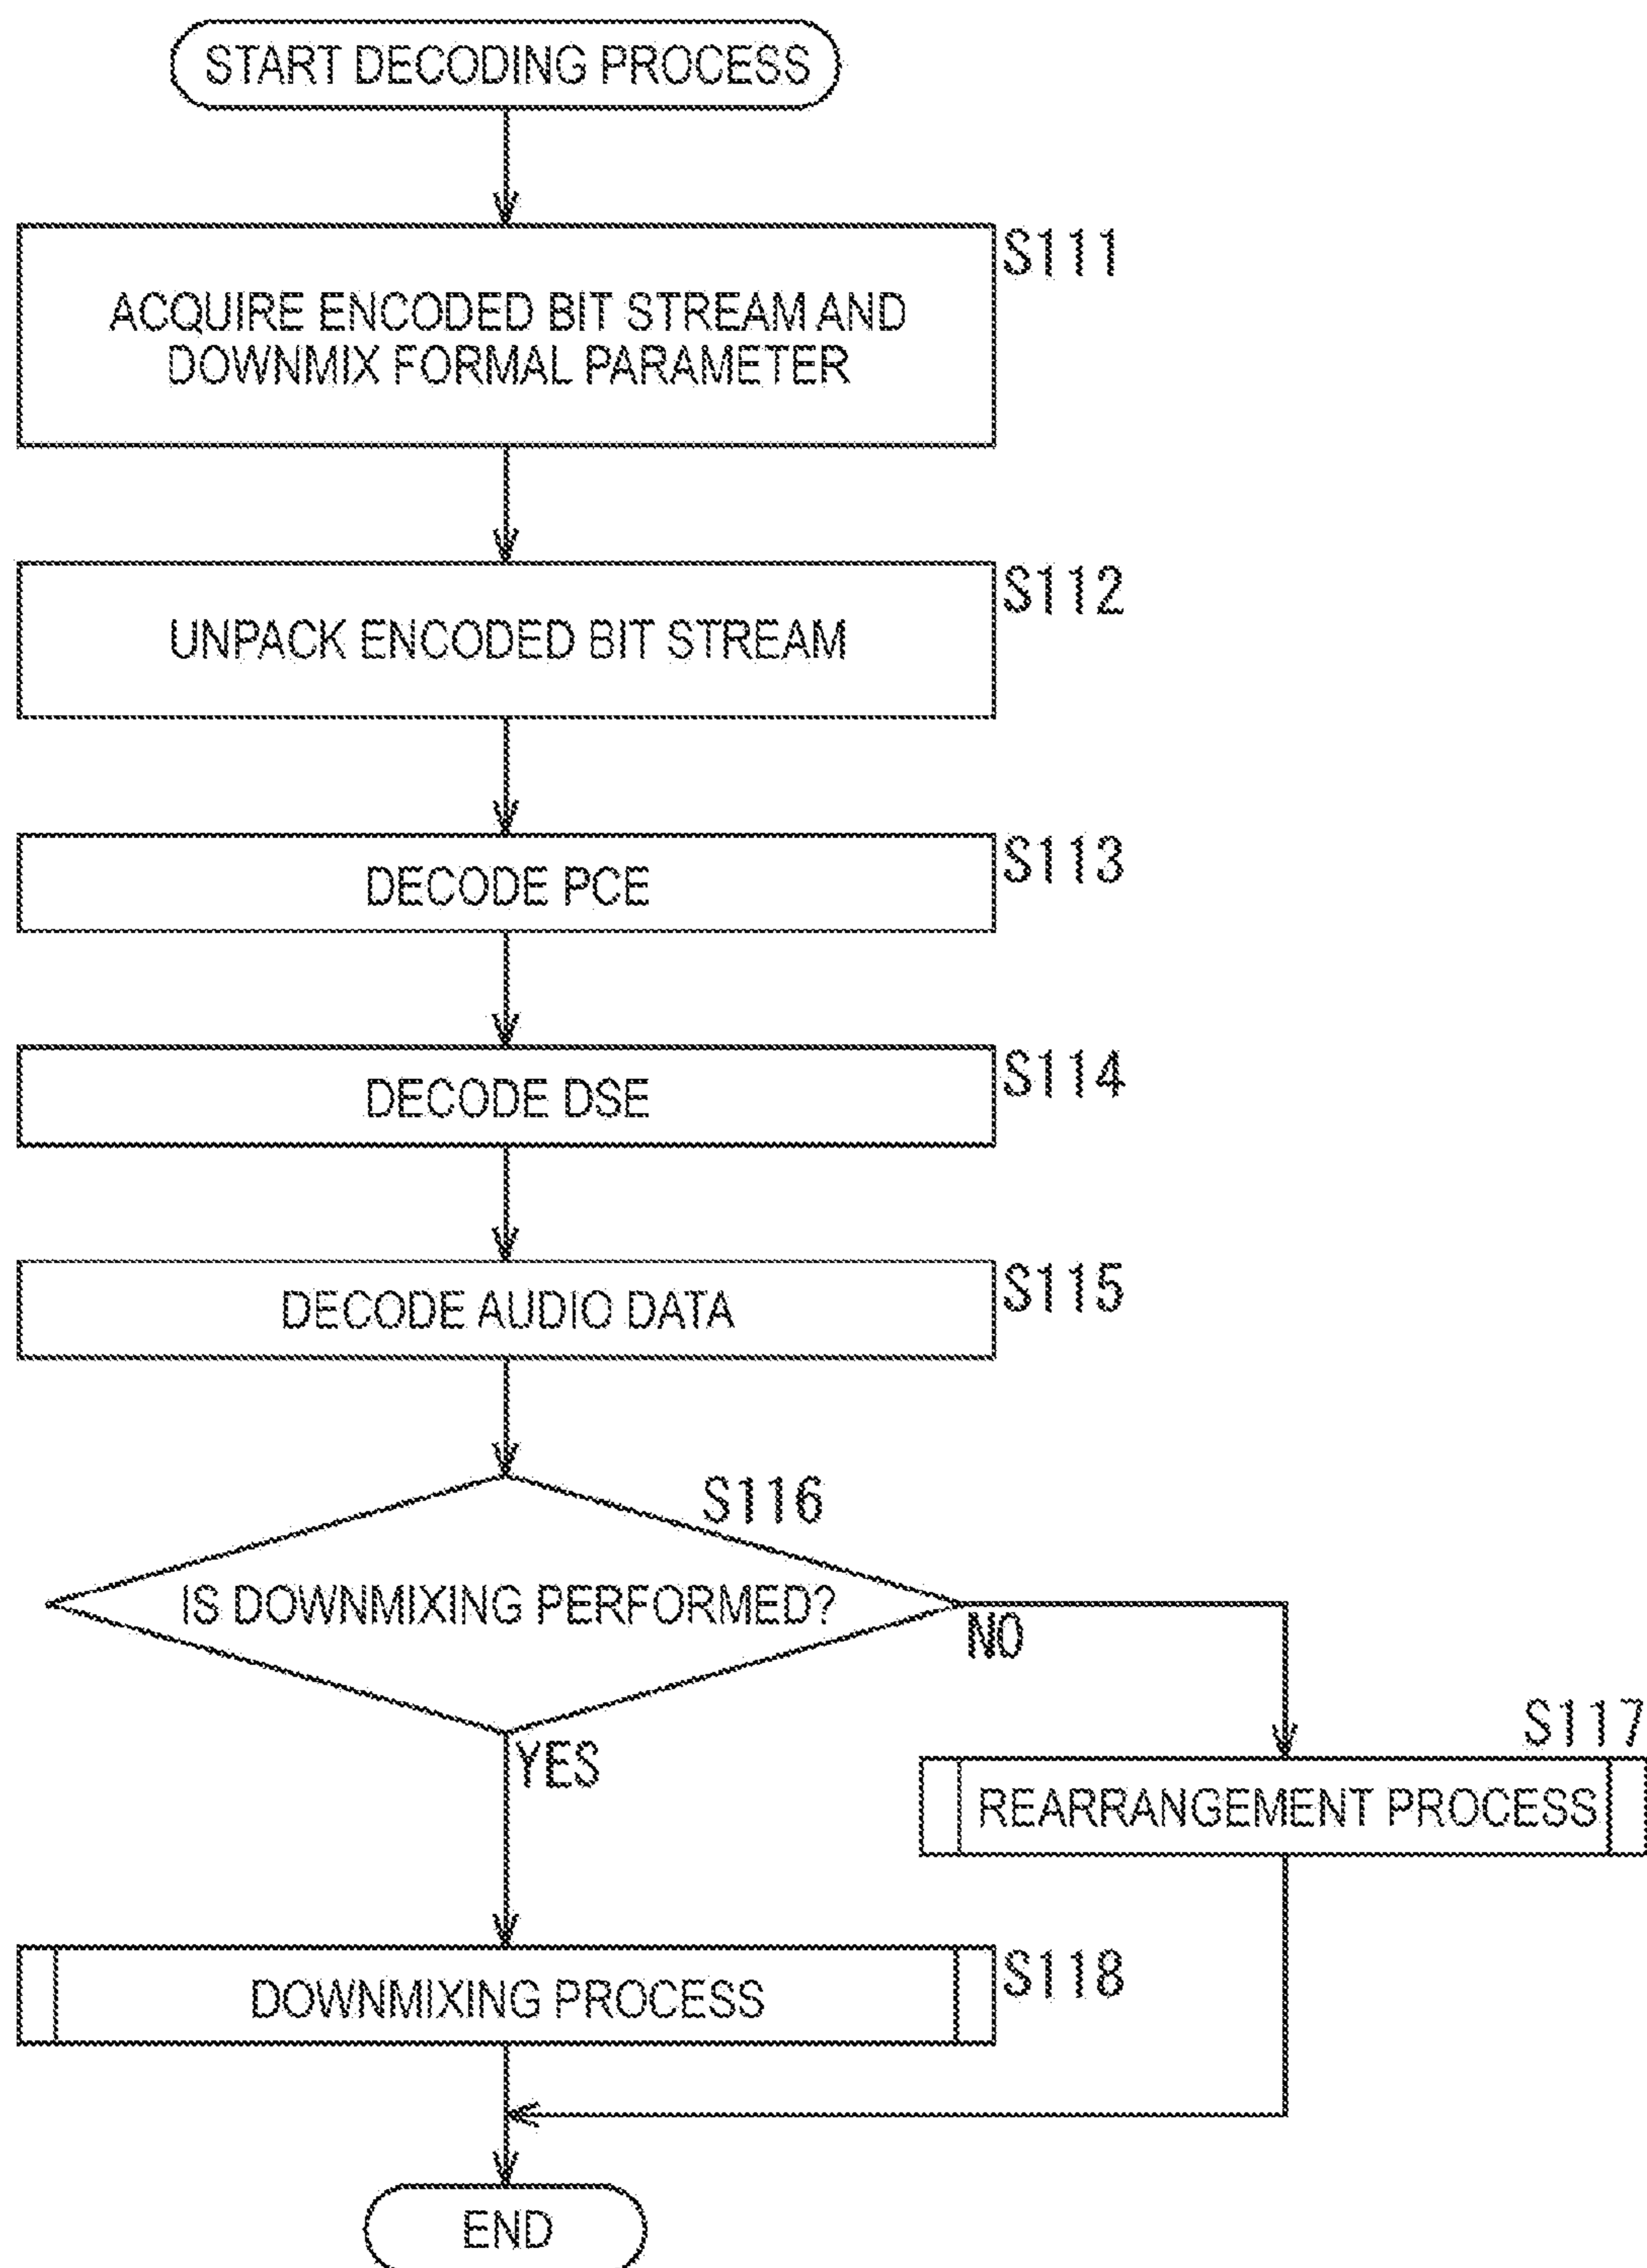 START DECODING PROCESS
S111
ACQUIRE ENCODED BIT STREAM AND
DOWNMIX FORMAL PARAMETER
S112
UNPACK ENCODED BIT STREAM
S113
DECODE PCE
S114
DECODE DSE
S115
DECODE AUDIO DATA
S116
IS DOWNMIXING PERFORMED?
NO
YES
S117
REARRANGEMENT PROCESS
S118
DOWNMIXING PROCESS
END